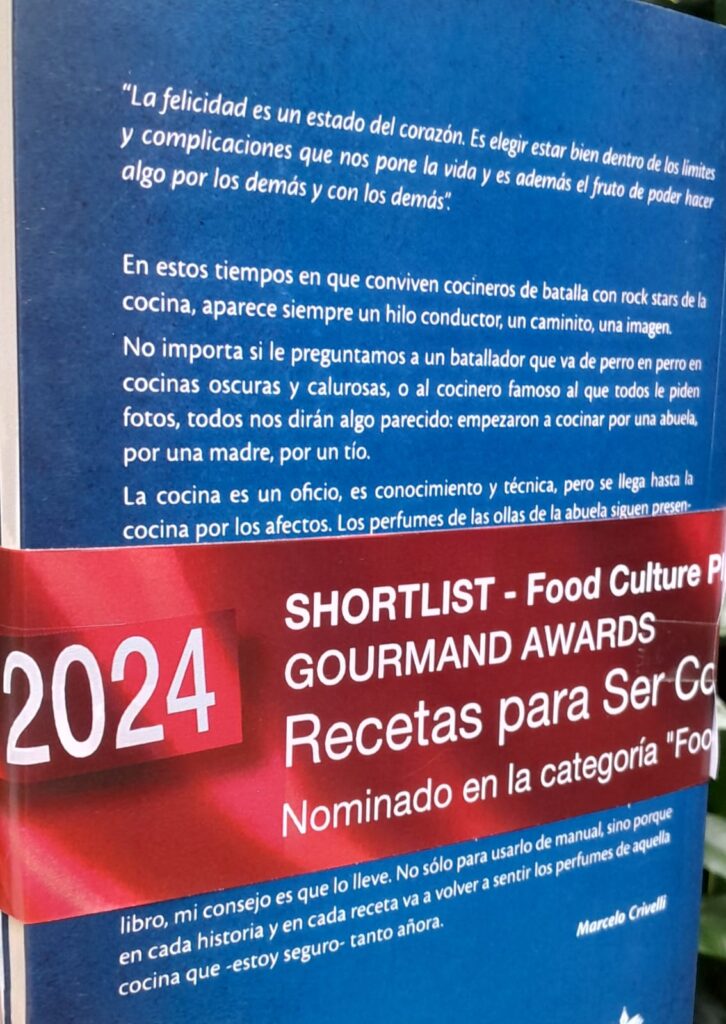 “La felicidad es un estado del corazón. Es elegir estar bien dentro de los límites
y complicaciones que nos pone la vida y es además el fruto de poder hacer
algo por los demás y con los demás”.
En estos tiempos en que conviven cocineros de batalla con rock stars de la
cocina, aparece siempre un hilo conductor, un caminito, una imagen.
No importa si le preguntamos a un batallador que va de perro en perro en
cocinas oscuras y calurosas, o al cocinero famoso al que todos le piden
fotos, todos nos dirán algo parecido: empezaron a cocinar por una abuela,
por una madre, por un tío.
La cocina es un oficio, es conocimiento y técnica, pero se llega hasta la
cocina por los afectos. Los perfumes de las ollas de la abuela siguen presen-
2024
SHORTLIST - Food Culture
GOURMAND AWARDS
Recetas para Ser
Nominado en la categoría
libro, mi consejo es que lo lleve. No sólo para usarlo de manual, sino porque
en cada historia y en cada receta va a volver a sentir los perfumes de aquella
cocina que -estoy seguro- tanto añora.
Marcelo Crivelli